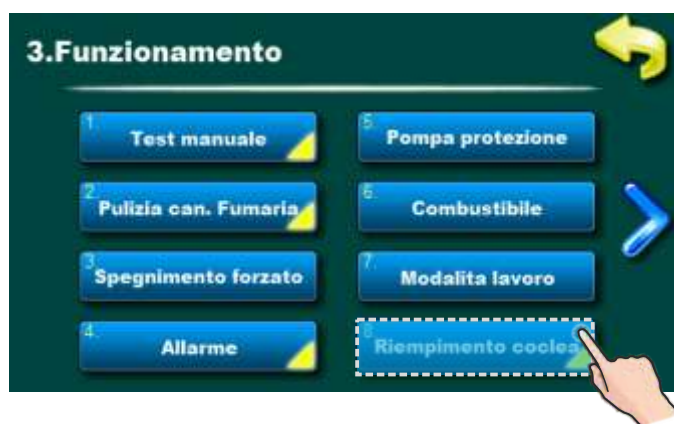 3.Funzionamento
1.
Test manuale
2.
Pulizia can. Fumaria
3.
Spegnimento forzato
4.
Allarme
5.
Pompa protezione
6.
Combustibile
7.
Modalita lavoro
8.
Riempimento coclea